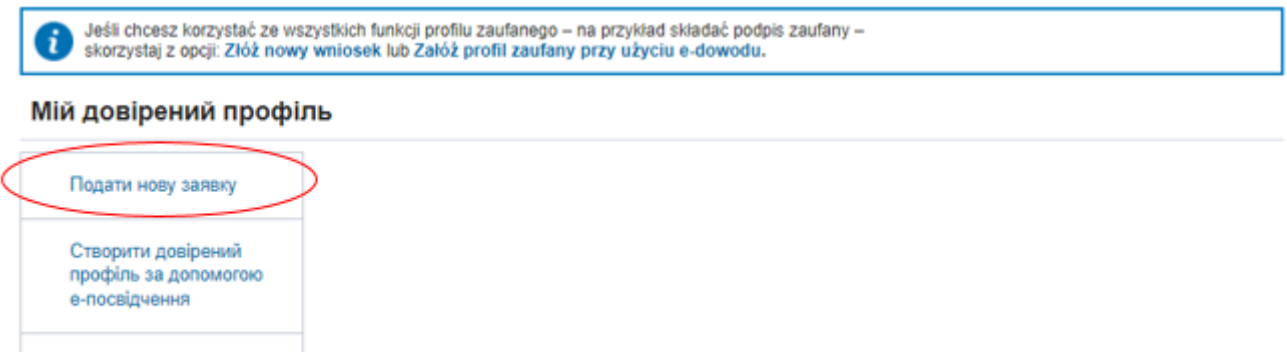 Jeśli chcesz korzystać ze wszystkich funkcji profilu zaufanego – na przykład składać podpis zaufany –
skorzystaj z opcji: Złóż nowy wniosek lub Załóż profil zaufany przy użyciu e-dowodu.
Мій довірений профіль
Подати нову заявку
Створити довірений
профіль за допомогою
е-посвідчення